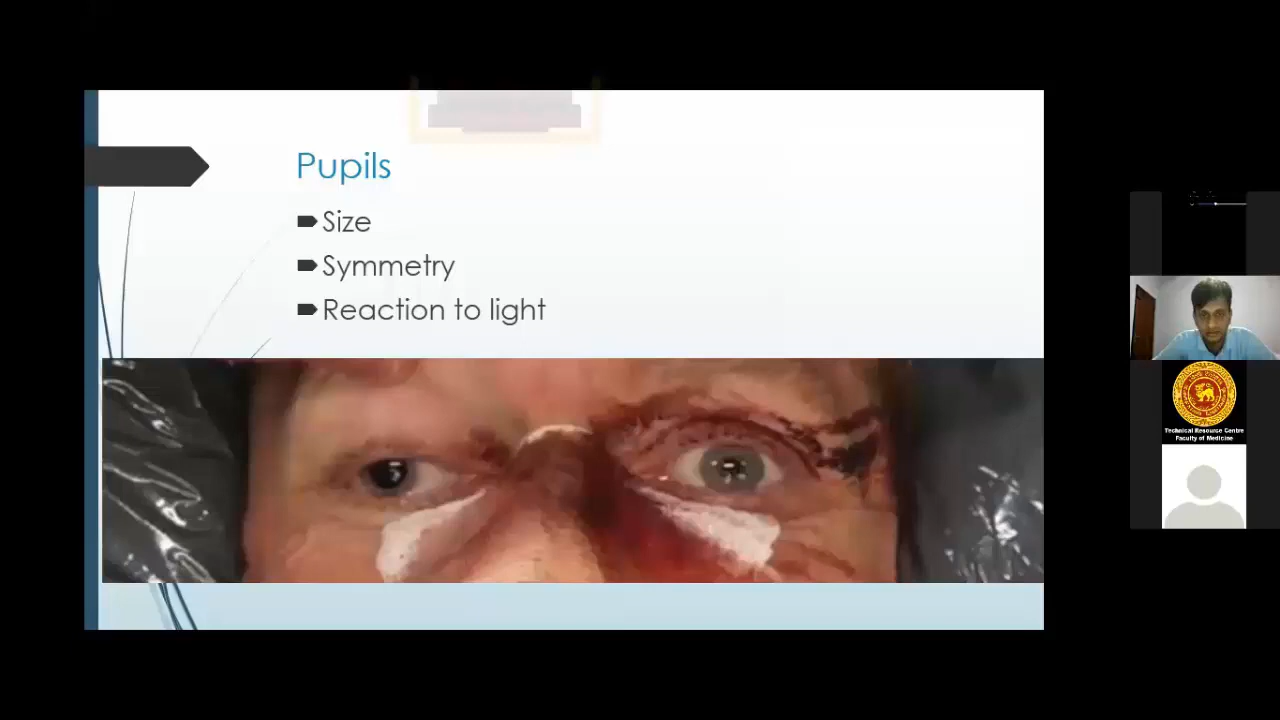 Pupils
Size
Symmetry
Reaction to light
Technical Resource Centre
Faculty of Medicine